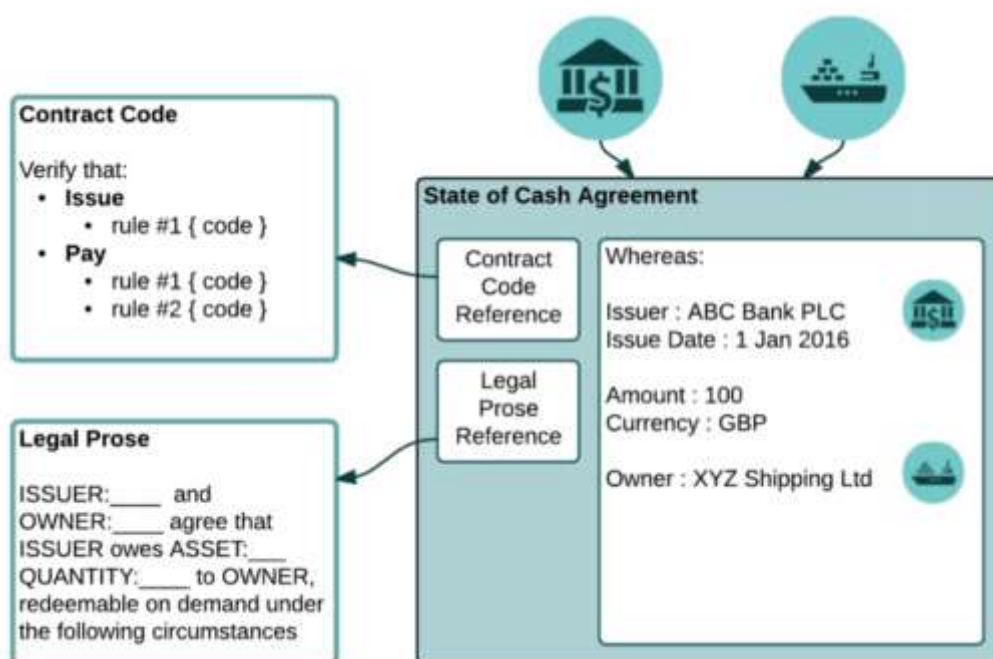 Contract Code
Verify that:
• Issue
• rule #1 { code }
• Pay
• rule #1 { code }
• rule #2 { code }
Legal Prose
ISSUER:____ and
OWNER:____ agree that
ISSUER owes ASSET:___
QUANTITY:____ to OWNER,
redeemable on demand under
the following circumstances
State of Cash Agreement
Contract
Code
Reference
Legal
Prose
Reference
Whereas:
Issuer : ABC Bank PLC
Issue Date : 1 Jan 2016
Amount : 100
Currency : GBP
Owner : XYZ Shipping Ltd